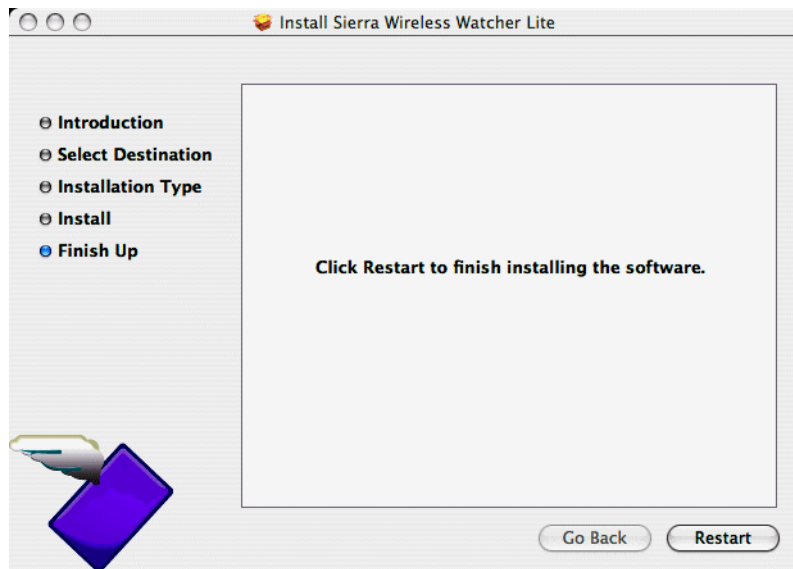 Install Sierra Wireless Watcher Lite
Introduction
Select Destination
Installation Type
Install
Finish Up
Click Restart to finish installing the software.
Go Back
Restart